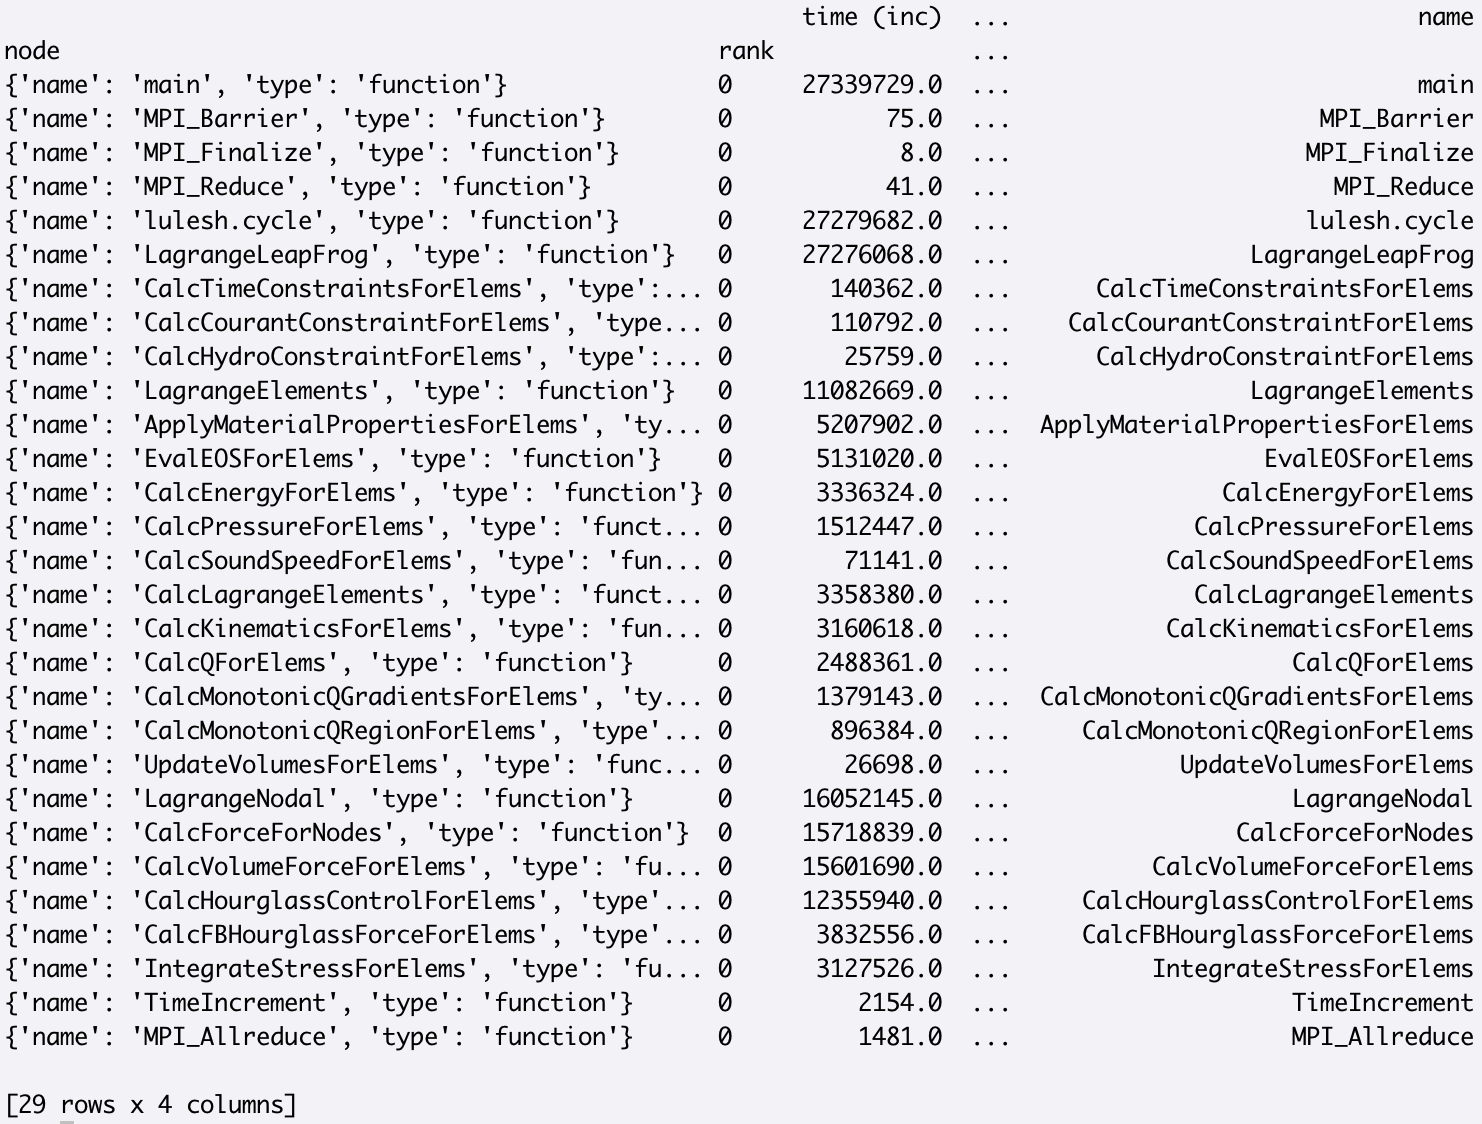 time (inc) ... name
node rank ...
{'name': 'main', 'type': 'function'} 0 27339729.0 ... main
{'name': 'MPI_Barrier', 'type': 'function'} 0 75.0 ... MPI_Barrier
{'name': 'MPI_Finalize', 'type': 'function'} 0 8.0 ... MPI_Finalize
{'name': 'MPI_Reduce', 'type': 'function'} 0 41.0 ... MPI_Reduce
{'name': 'lulesh.cycle', 'type': 'function'} 0 27279682.0 ... lulesh.cycle
{'name': 'LagrangeLeapFrog', 'type': 'function'} 0 27276068.0 ... LagrangeLeapFrog
{'name': 'CalcTimeConstraintsForElems', 'type':... 0 140362.0 ... CalcTimeConstraintsForElems
{'name': 'CalcCourantConstraintForElems', 'type... 0 110792.0 ... CalcCourantConstraintForElems
{'name': 'CalcHydroConstraintForElems', 'type':... 0 25759.0 ... CalcHydroConstraintForElems
{'name': 'LagrangeElements', 'type': 'function'} 0 11082669.0 ... LagrangeElements
{'name': 'ApplyMaterialPropertiesForElems', 'ty... 0 5207902.0 ... ApplyMaterialPropertiesForElems
{'name': 'EvalEOSForElems', 'type': 'function'} 0 5131020.0 ... EvalEOSForElems
{'name': 'CalcEnergyForElems', 'type': 'function'} 0 3336324.0 ... CalcEnergyForElems
{'name': 'CalcPressureForElems', 'type': 'funct... 0 1512447.0 ... CalcPressureForElems
{'name': 'CalcSoundSpeedForElems', 'type': 'fun... 0 71141.0 ... CalcSoundSpeedForElems
{'name': 'CalcLagrangeElements', 'type': 'funct... 0 3358380.0 ... CalcLagrangeElements
{'name': 'CalcKinematicsForElems', 'type': 'fun... 0 3160618.0 ... CalcKinematicsForElems
{'name': 'CalcQForElems', 'type': 'function'} 0 2488361.0 ... CalcQForElems
{'name': 'CalcMonotonicQGradientsForElems', 'ty... 0 1379143.0 ... CalcMonotonicQGradientsForElems
{'name': 'CalcMonotonicQRegionForElems', 'type'... 0 896384.0 ... CalcMonotonicQRegionForElems
{'name': 'UpdateVolumesForElems', 'type': 'func... 0 26698.0 ... UpdateVolumesForElems
{'name': 'LagrangeNodal', 'type': 'function'} 0 16052145.0 ... LagrangeNodal
{'name': 'CalcForceForNodes', 'type': 'function'} 0 15718839.0 ... CalcForceForNodes
{'name': 'CalcVolumeForceForElems', 'type': 'fu... 0 15601690.0 ... CalcVolumeForceForElems
{'name': 'CalcHourglassControlForElems', 'type'... 0 12355940.0 ... CalcHourglassControlForElems
{'name': 'CalcFBHourglassForceForElems', 'type'... 0 3832556.0 ... CalcFBHourglassForceForElems
{'name': 'IntegrateStressForElems', 'type': 'fu... 0 3127526.0 ... IntegrateStressForElems
{'name': 'TimeIncrement', 'type': 'function'} 0 2154.0 ... TimeIncrement
{'name': 'MPI_Allreduce', 'type': 'function'} 0 1481.0 ... MPI_Allreduce
[29 rows x 4 columns]